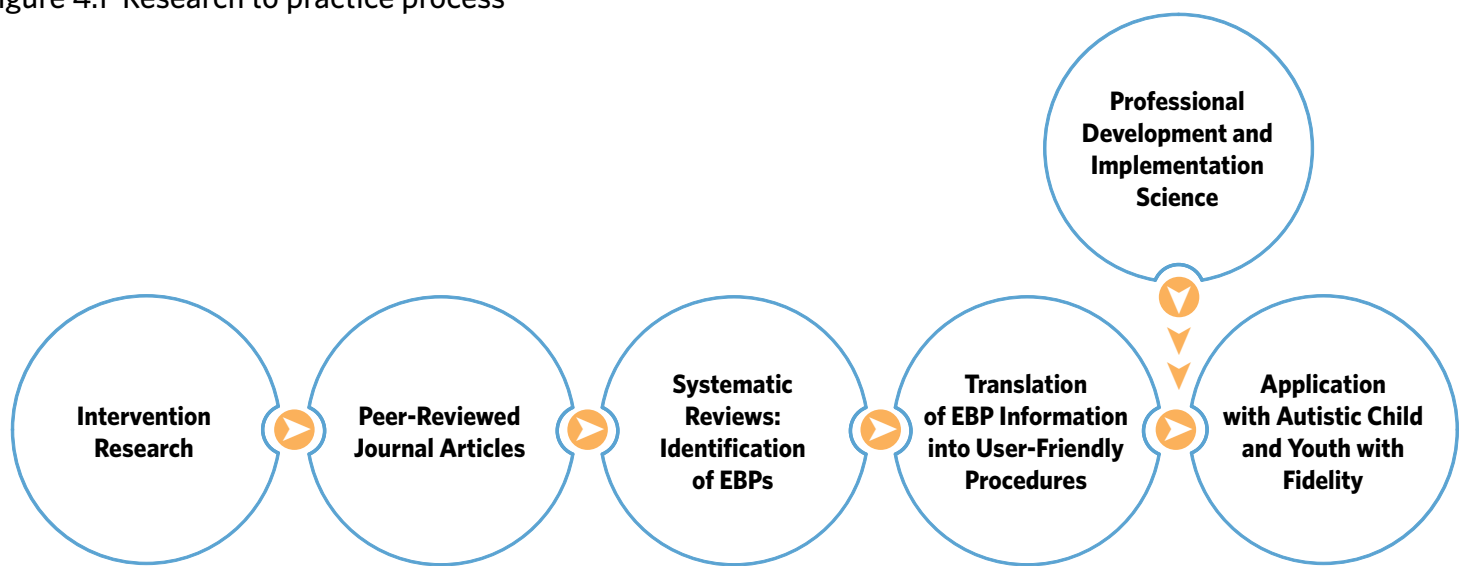 Figure 4.1 Research to practice process
Professional
Development and
Implementation
Science
Intervention
Research
Peer-Reviewed
Journal Articles
Systematic
Reviews:
Identification
of EBPs
Translation
of EBP Information
into User-Friendly
Procedures
Application
with Autistic Child
and Youth with
Fidelity